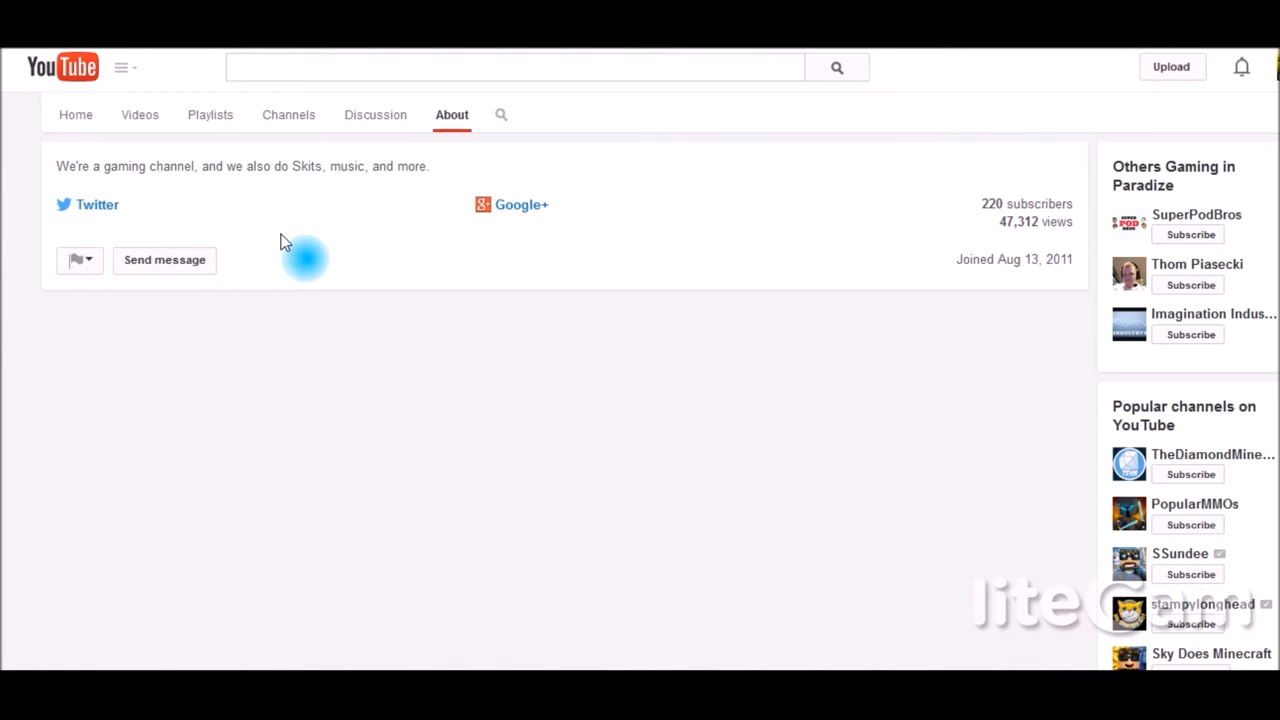 YouTube
Upload
Home Videos Playlists Channels Discussion About
We're a gaming channel, and we also do Skits, music, and more.
Twitter
Google+
220 subscribers
47,312 views
Send message
Joined Aug 13, 2011
Others Gaming in
Paradize
SUPER
POD
BROS
SuperPodBros
Subscribe
Thom Piasecki
Subscribe
Imagination Indus...
Subscribe
Popular channels on
YouTube
TheDiamondMine...
Subscribe
PopularMMOs
Subscribe
SSundee
Subscribe
stampylonghead
Subscribe
Sky Does Minecraft
liteCam